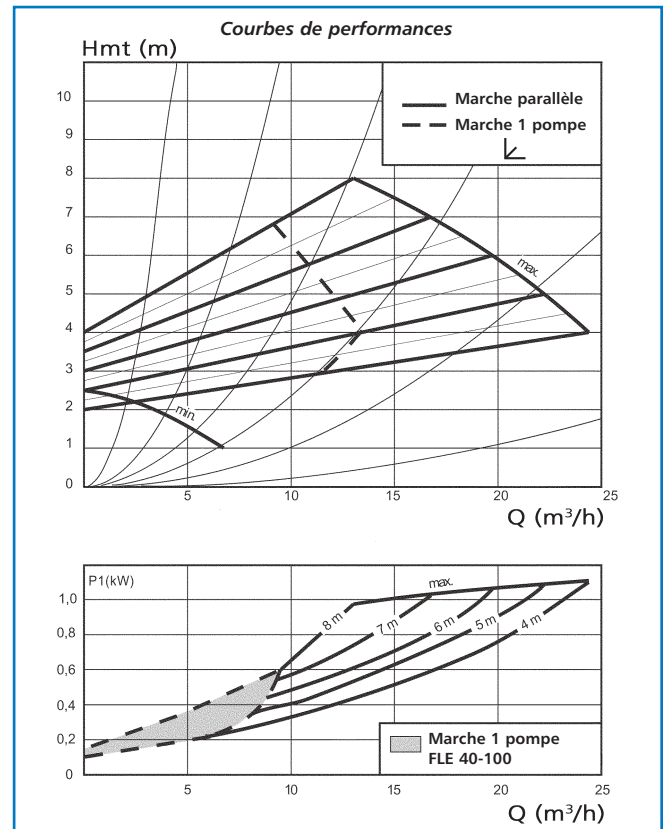 Courbes de performances
Hmt (m)
10
9
8
7
6
5
4
3
2
1
0
Marche parallèle
Marche 1 pompe
max.
min.
5
10
15
20
25
Q (m³/h)
P1(kW)
1,0
0,8
0,6
0,4
0,2
0
max.
8 m
7 m
6 m
5 m
4 m
Marche 1 pompe
FLE 40-100
5
10
15
20
25
Q (m³/h)